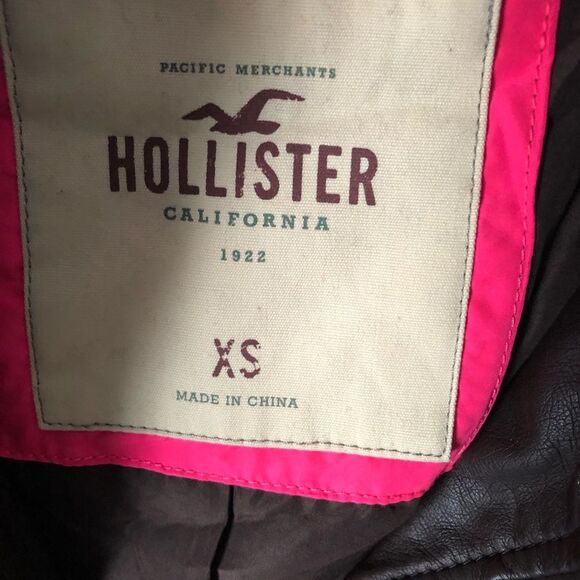 PACIFIC MERCHANTS
HOLLISTER
CALIFORNIA
1922
XS
MADE IN CHINA